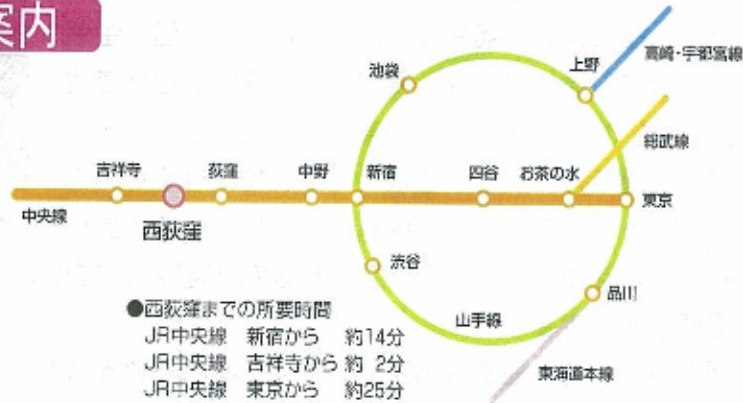 案内
池袋
上野
高崎・宇都宮線
総武線
吉祥寺
荻窪
中野
新宿
四谷
お茶の水
東京
中央線
西荻窪
渋谷
品川
山手線
東海道本線
●西荻窪までの所要時間
JR中央線 新宿から 約14分
JR中央線 吉祥寺から 約 2分
JR中央線 東京から 約25分